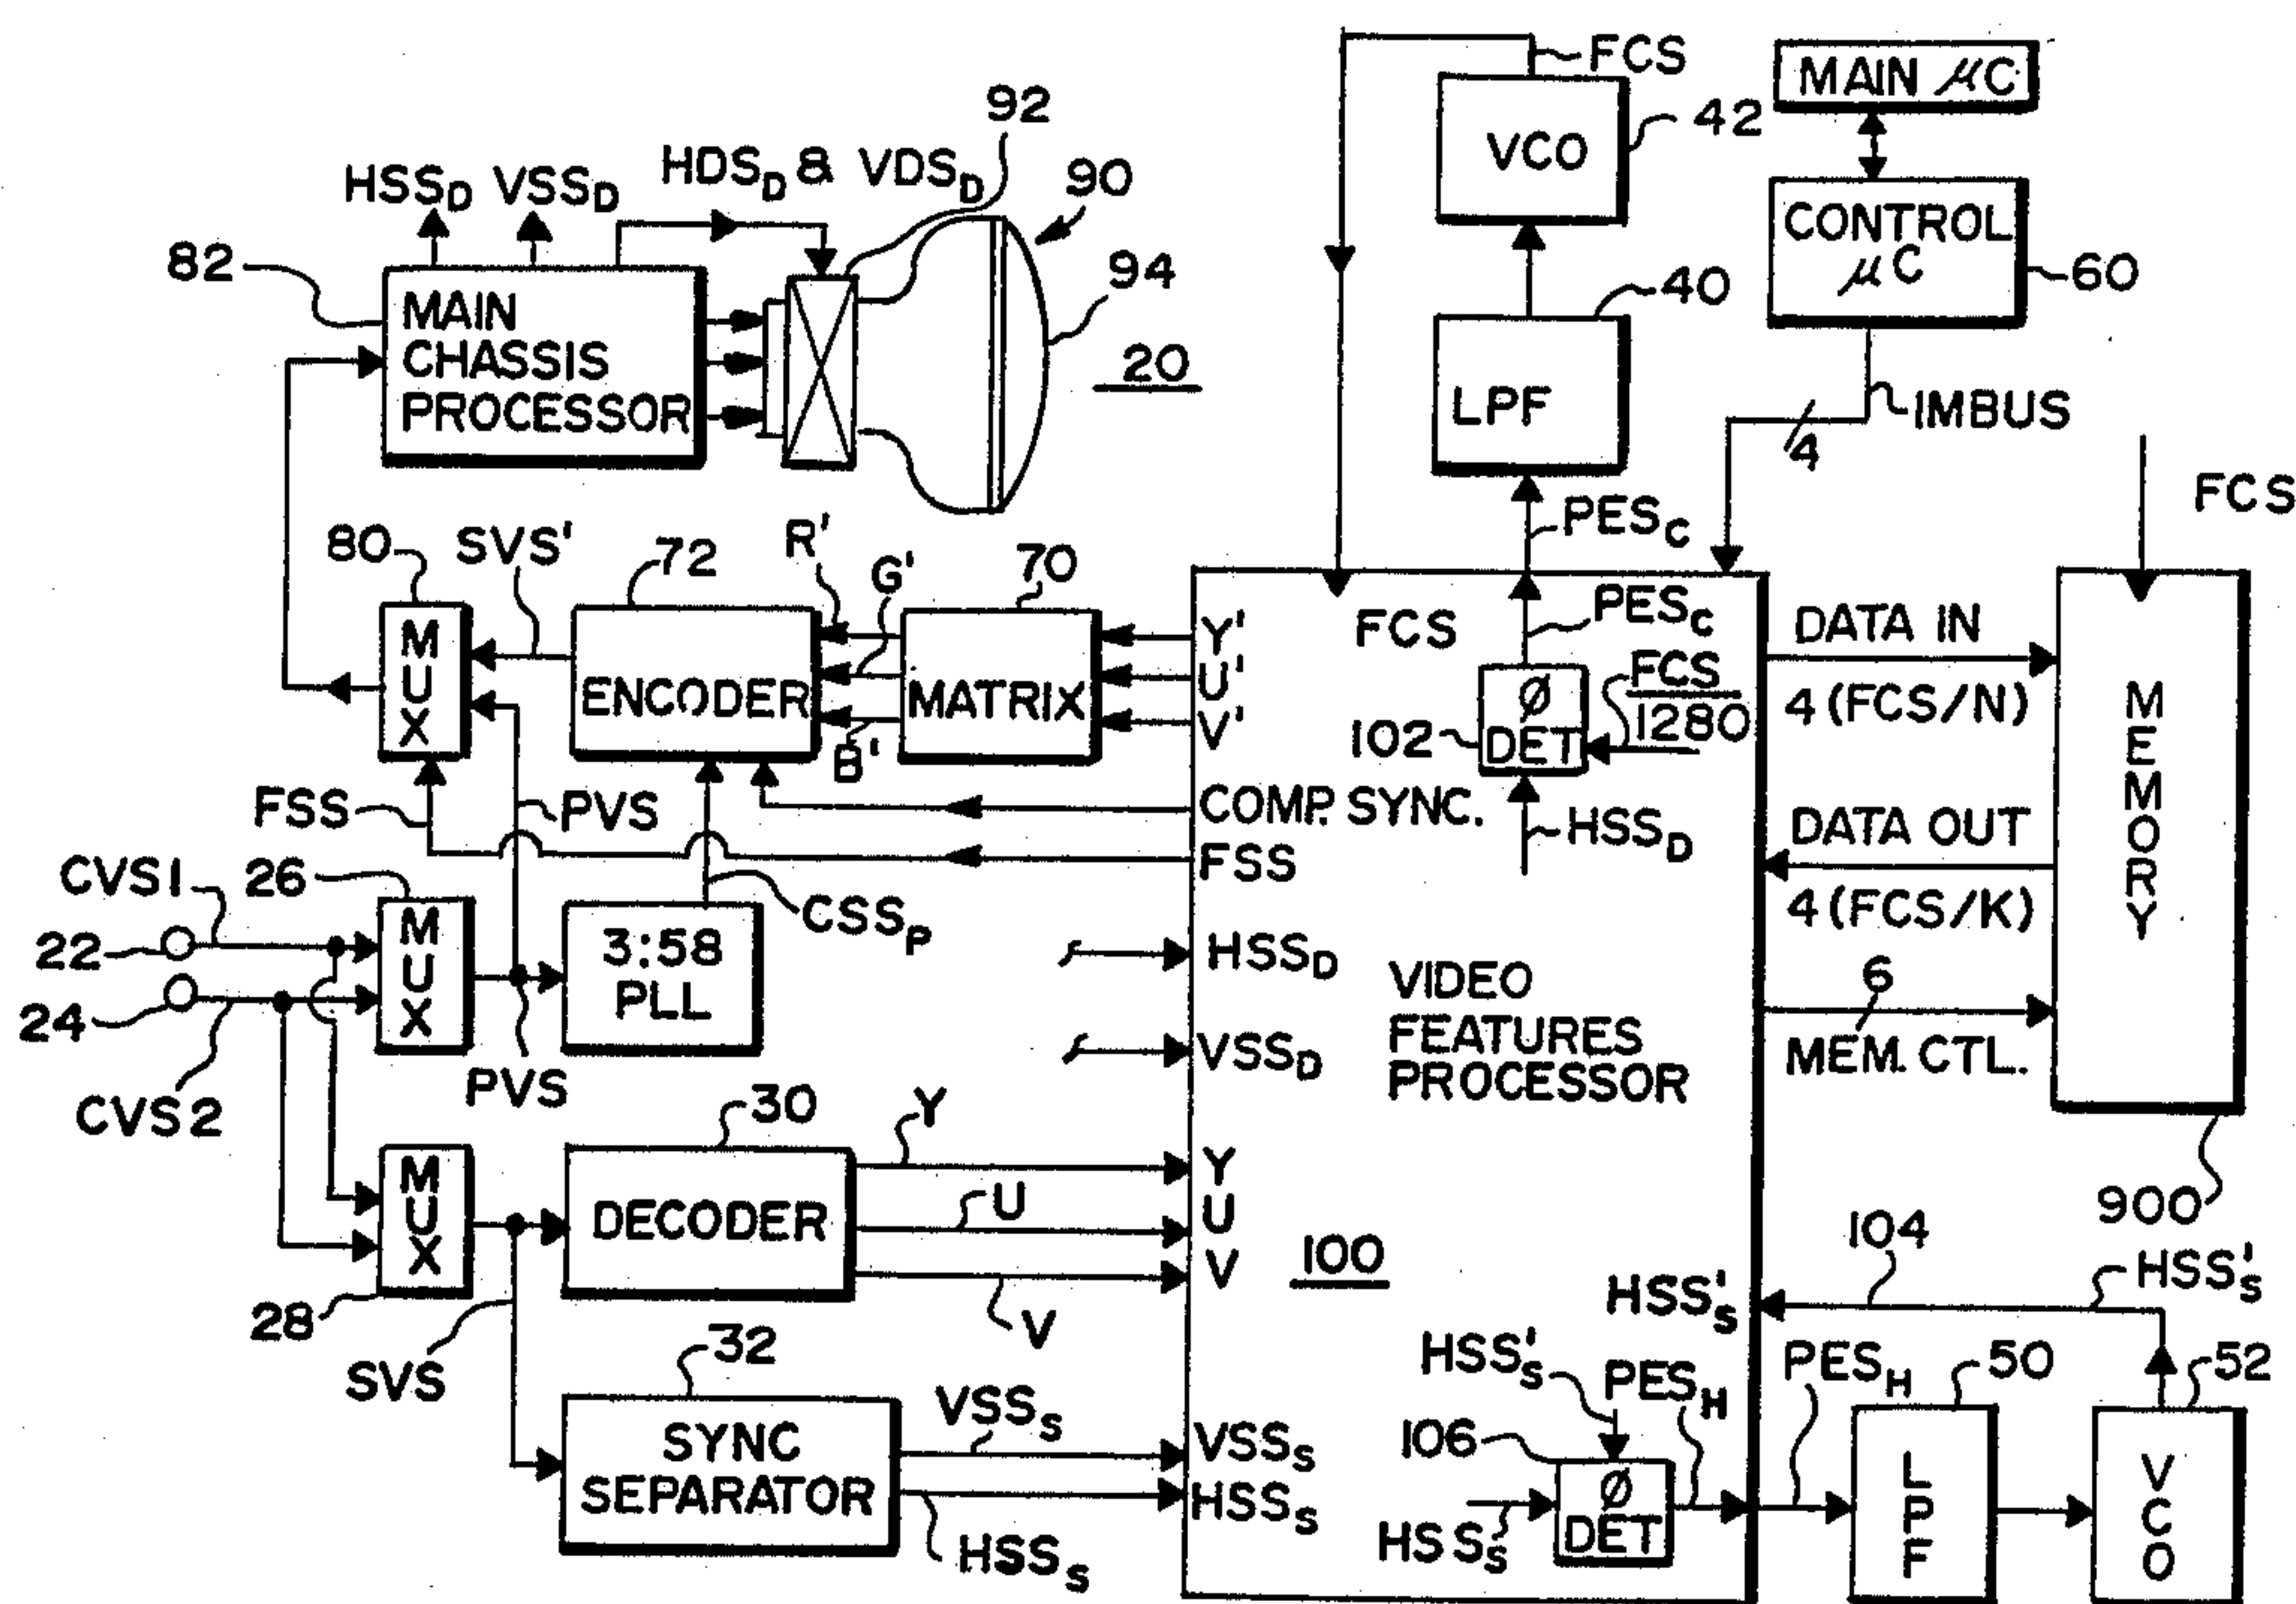 FCS
MAIN μC
92
42
VCO
HSSD VSSD
HDSD & VDSD
90
CONTROL
μC
82
94
60
40
MAIN
CHASSIS
PROCESSOR
20
LPF
IMBUS
4
FCS
PESC
80
SVS'
72
R'
G'
70
MUX
ENCODER
MATRIX
B'
Y'
U'
V'
FCS
PESC
FCS
1280
102
Ø
DET
DATA IN
4 (FCS/N)
MEMORY
FSS
PVS
COMP. SYNC.
HSSD
DATA OUT
FSS
CVS1
26
CSSP
4 (FCS/K)
22
MUX
3:58
PLL
HSSD
VIDEO
FEATURES
PROCESSOR
24
6
VSSD
MEM. CTL.
PVS
CVS2
30
Y
MUX
DECODER
U
Y
U
V
100
900
104
HSS'S
28
V
HSS'S
SVS
32
HSS'S
PESH
PESH
50
52
VSSS
SYNC
SEPARATOR
VSSS
106
Ø
DET
LPF
VCO
HSSS
HSSS
HSSS